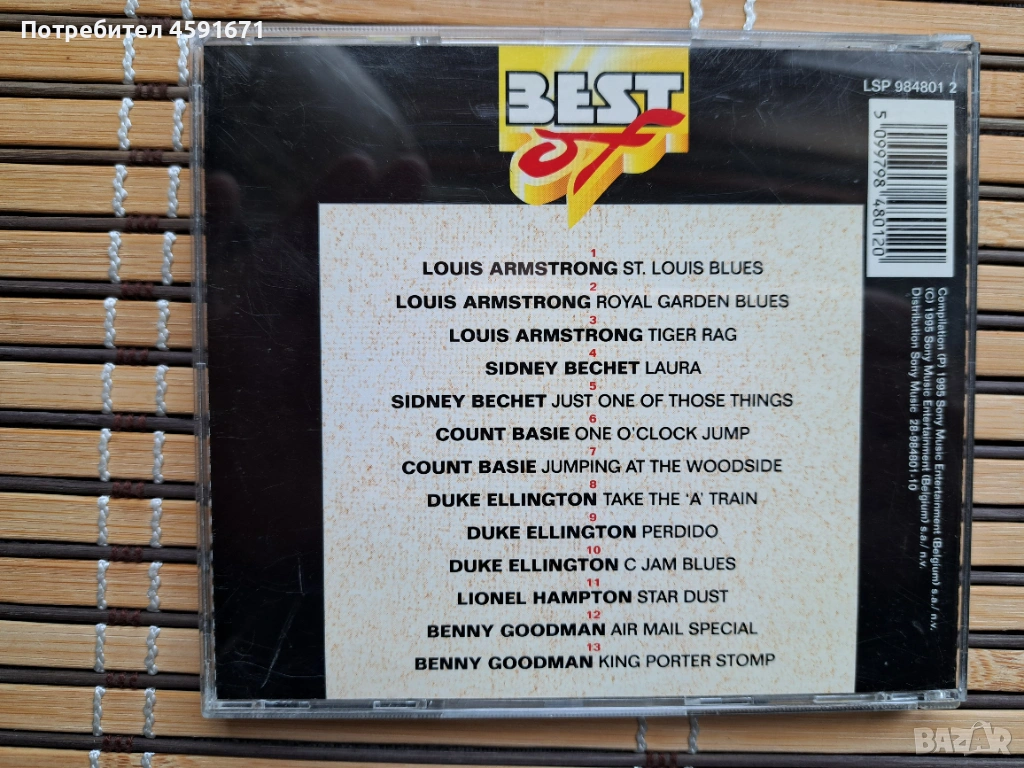 Потребител 4591671
BEST
of
LSP 984801 2
5 099798 480120
1
LOUIS ARMSTRONG ST. LOUIS BLUES
2
LOUIS ARMSTRONG ROYAL GARDEN BLUES
3
LOUIS ARMSTRONG TIGER RAG
4
SIDNEY BECHET LAURA
5
SIDNEY BECHET JUST ONE OF THOSE THINGS
6
COUNT BASIE ONE O'CLOCK JUMP
7
COUNT BASIE JUMPING AT THE WOODSIDE
8
DUKE ELLINGTON TAKE THE 'A' TRAIN
9
DUKE ELLINGTON PERDIDO
10
DUKE ELLINGTON C JAM BLUES
11
LIONEL HAMPTON STAR DUST
12
BENNY GOODMAN AIR MAIL SPECIAL
13
BENNY GOODMAN KING PORTER STOMP
Compilation (P) 1995 Sony Music Entertainment (Belgium) s.a./ n.v.
(C) 1995 Sony Music Entertainment (Belgium) s.a./ n.v.
Distribution Sony Music 28-984801-10
BAZAR